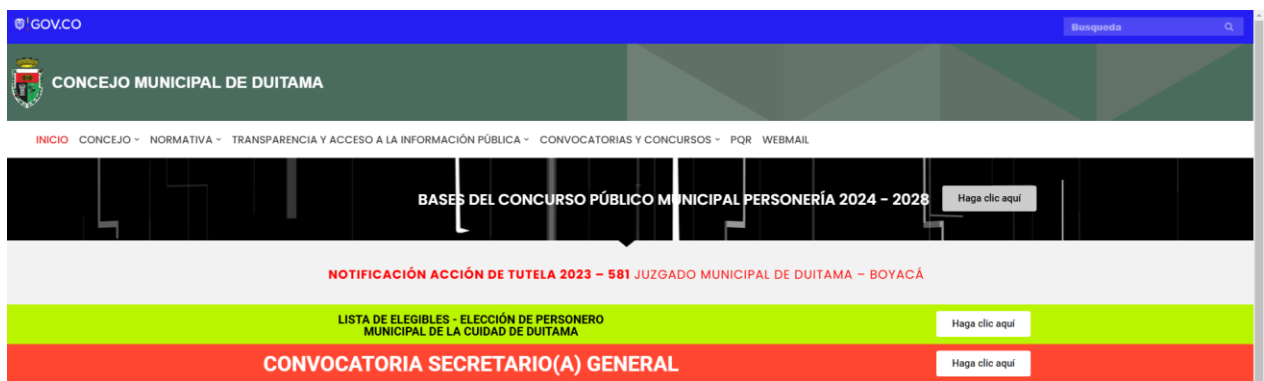 GOV.CO
Busqueda
CONCEJO MUNICIPAL DE DUITAMA
INICIO CONCEJO NORMATIVA TRANSPARENCIA Y ACCESO A LA INFORMACIÓN PÚBLICA CONVOCATORIAS Y CONCURSOS PQR WEBMAIL
BASES DEL CONCURSO PÚBLICO MUNICIPAL PERSONERÍA 2024 - 2028 Haga clic aquí
NOTIFICACIÓN ACCIÓN DE TUTELA 2023 – 581 JUZGADO MUNICIPAL DE DUITAMA – BOYACÁ
LISTA DE ELEGIBLES - ELECCIÓN DE PERSONERO
MUNICIPAL DE LA CUIDAD DE DUITAMA
Haga clic aquí
CONVOCATORIA SECRETARIO(A) GENERAL Haga clic aquí